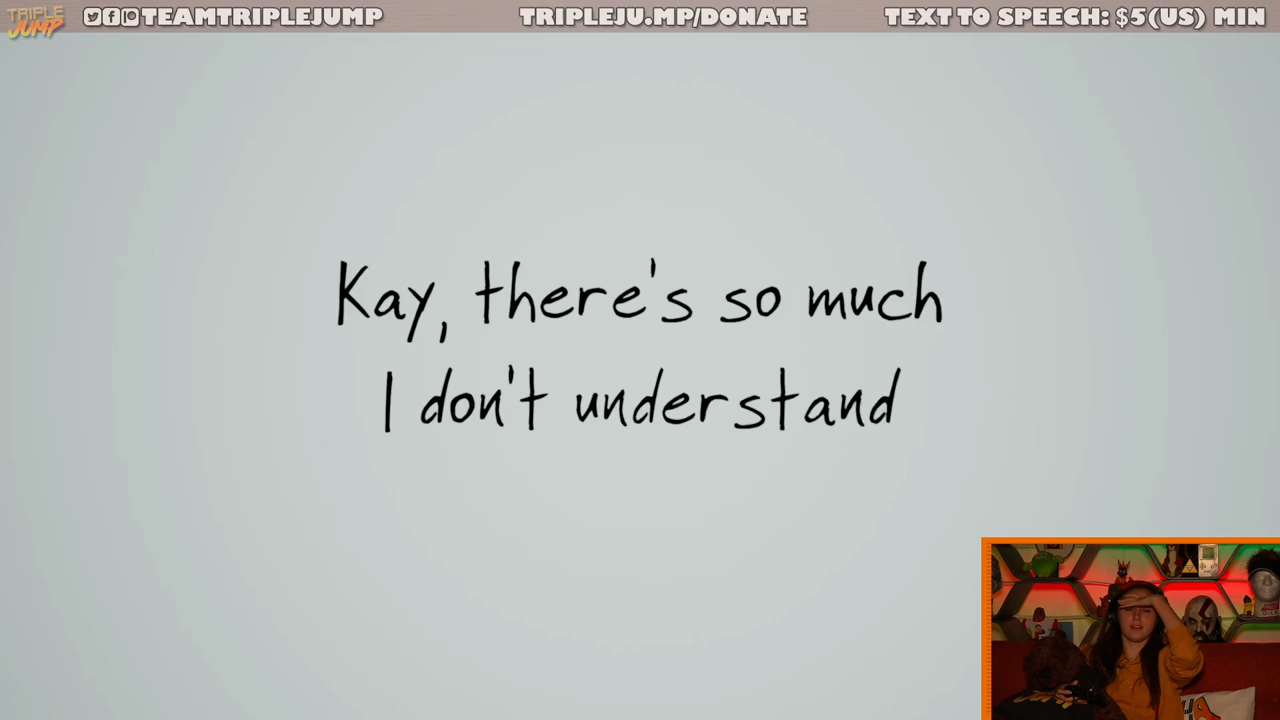 TRIPLE
JUMP
@TEAMTRIPLEJUMP
TRIPLEJU.MP/DONATE
TEXT TO SPEECH: $5(US) MIN
Kay, there's so much
I don't understand